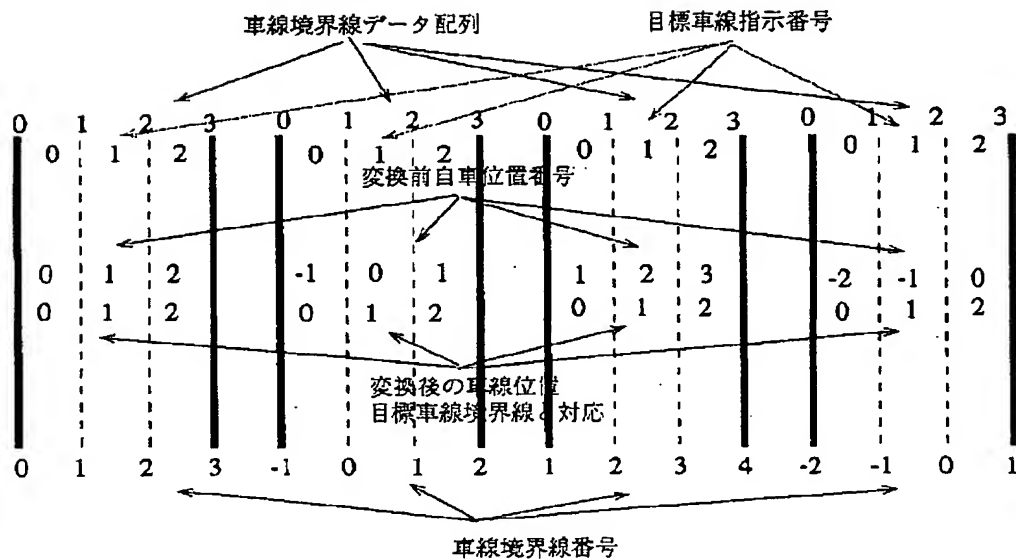 車線境界線データ配列 目標車線指示番号
0 1 2 3 0 1 2 3 0 1 2 3 0 1 2 3
0 1 2 0 1 2 0 1 2 0 1 2
変換前自車位置番号
0 1 2 -1 0 1 1 2 3 -2 -1 0
0 1 2 0 1 2 0 1 2 0 1 2
変換後の車線位置
目標車線境界線と対応
0 1 2 3 -1 0 1 2 1 2 3 4 -2 -1 0 1
車線境界線番号